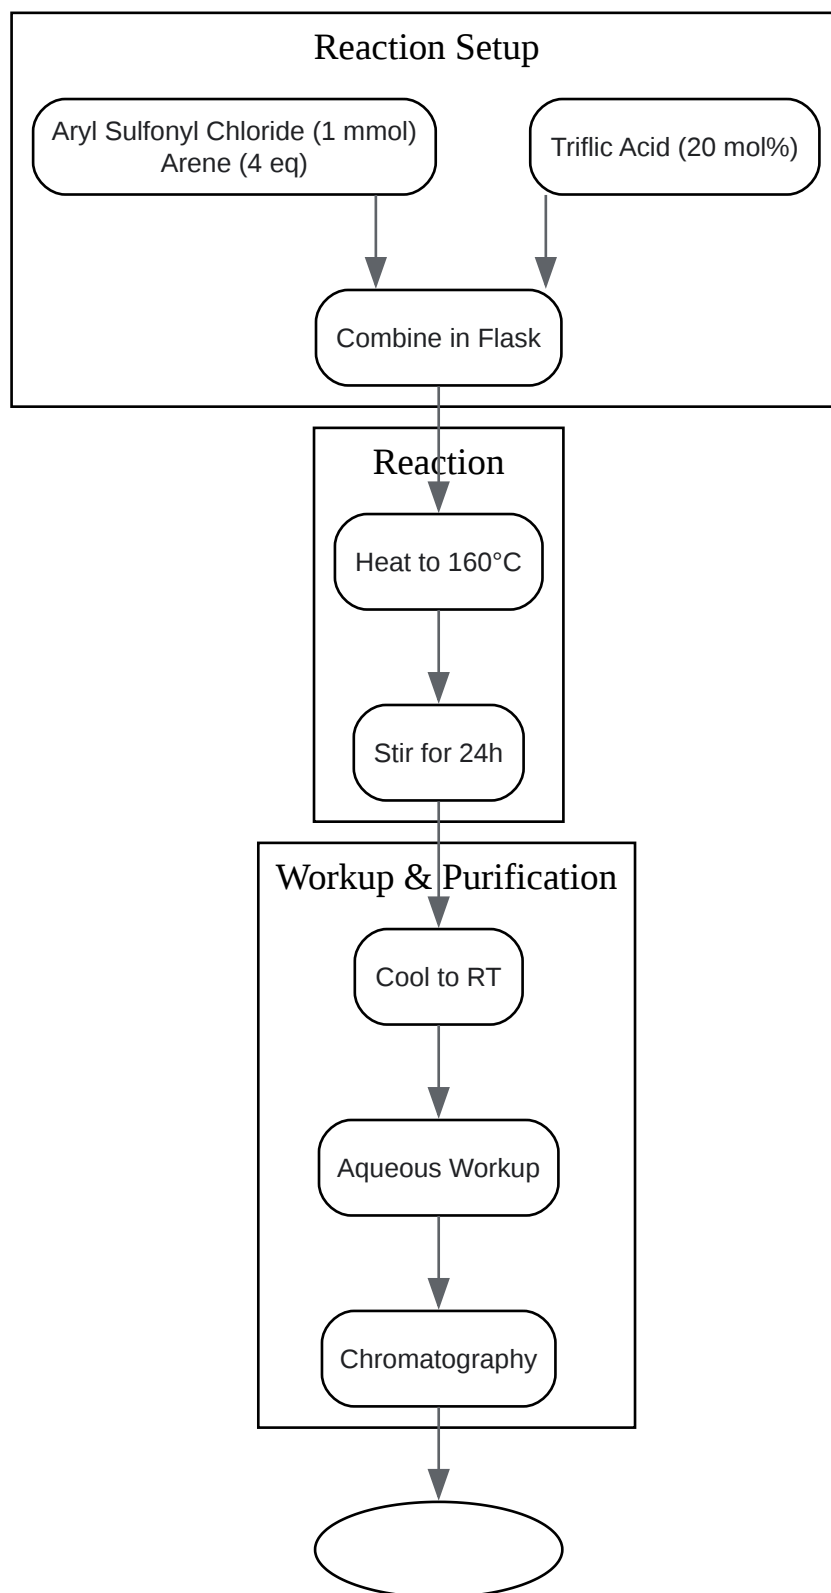 Reaction Setup
Aryl Sulfonyl Chloride (1 mmol)
Arene (4 eq)
Triflic Acid (20 mol%)
Combine in Flask
Reaction
Heat to 160°C
Stir for 24h
Workup & Purification
Cool to RT
Aqueous Workup
Chromatography